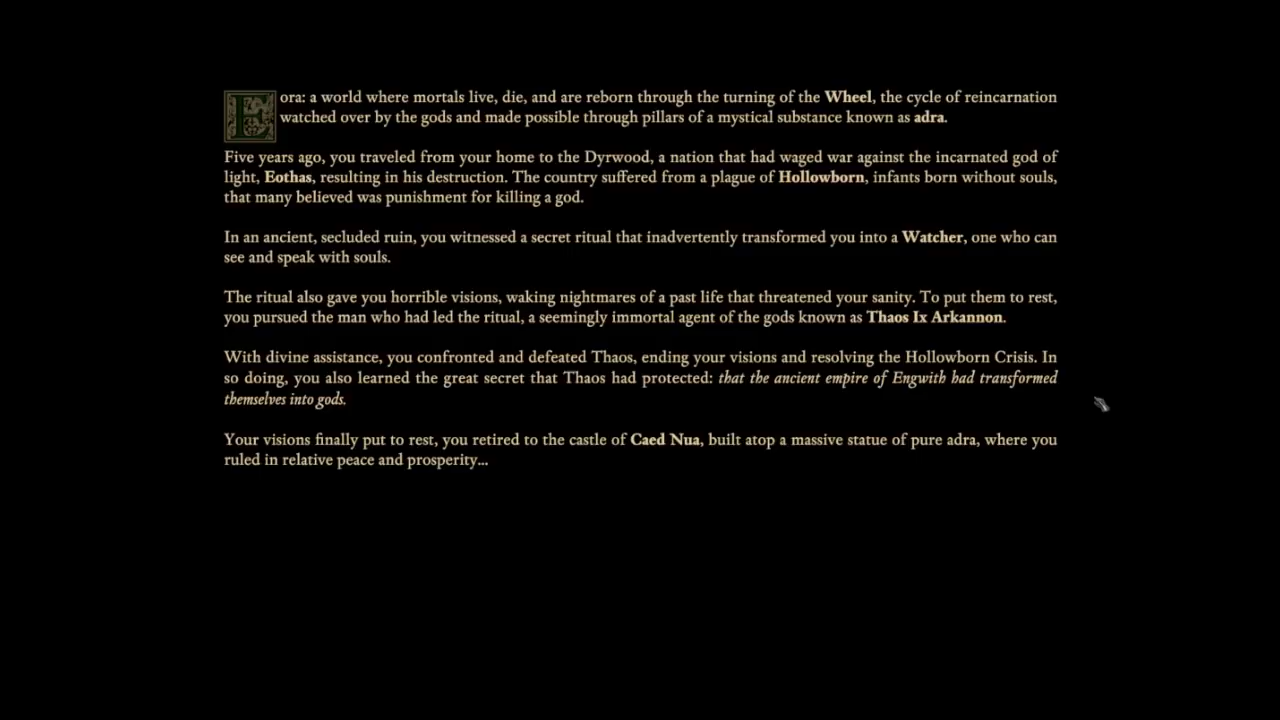 Eora: a world where mortals live, die, and are reborn through the turning of the Wheel, the cycle of reincarnation
watched over by the gods and made possible through pillars of a mystical substance known as adra.
Five years ago, you traveled from your home to the Dyrwood, a nation that had waged war against the incarnated god of
light, Eothas, resulting in his destruction. The country suffered from a plague of Hollowborn, infants born without souls,
that many believed was punishment for killing a god.
In an ancient, secluded ruin, you witnessed a secret ritual that inadvertently transformed you into a Watcher, one who can
see and speak with souls.
The ritual also gave you horrible visions, waking nightmares of a past life that threatened your sanity. To put them to rest,
you pursued the man who had led the ritual, a seemingly immortal agent of the gods known as Thaos Ix Arkannon.
With divine assistance, you confronted and defeated Thaos, ending your visions and resolving the Hollowborn Crisis. In
so doing, you also learned the great secret that Thaos had protected: that the ancient empire of Engwith had transformed
themselves into gods.
Your visions finally put to rest, you retired to the castle of Caed Nua, built atop a massive statue of pure adra, where you
ruled in relative peace and prosperity...